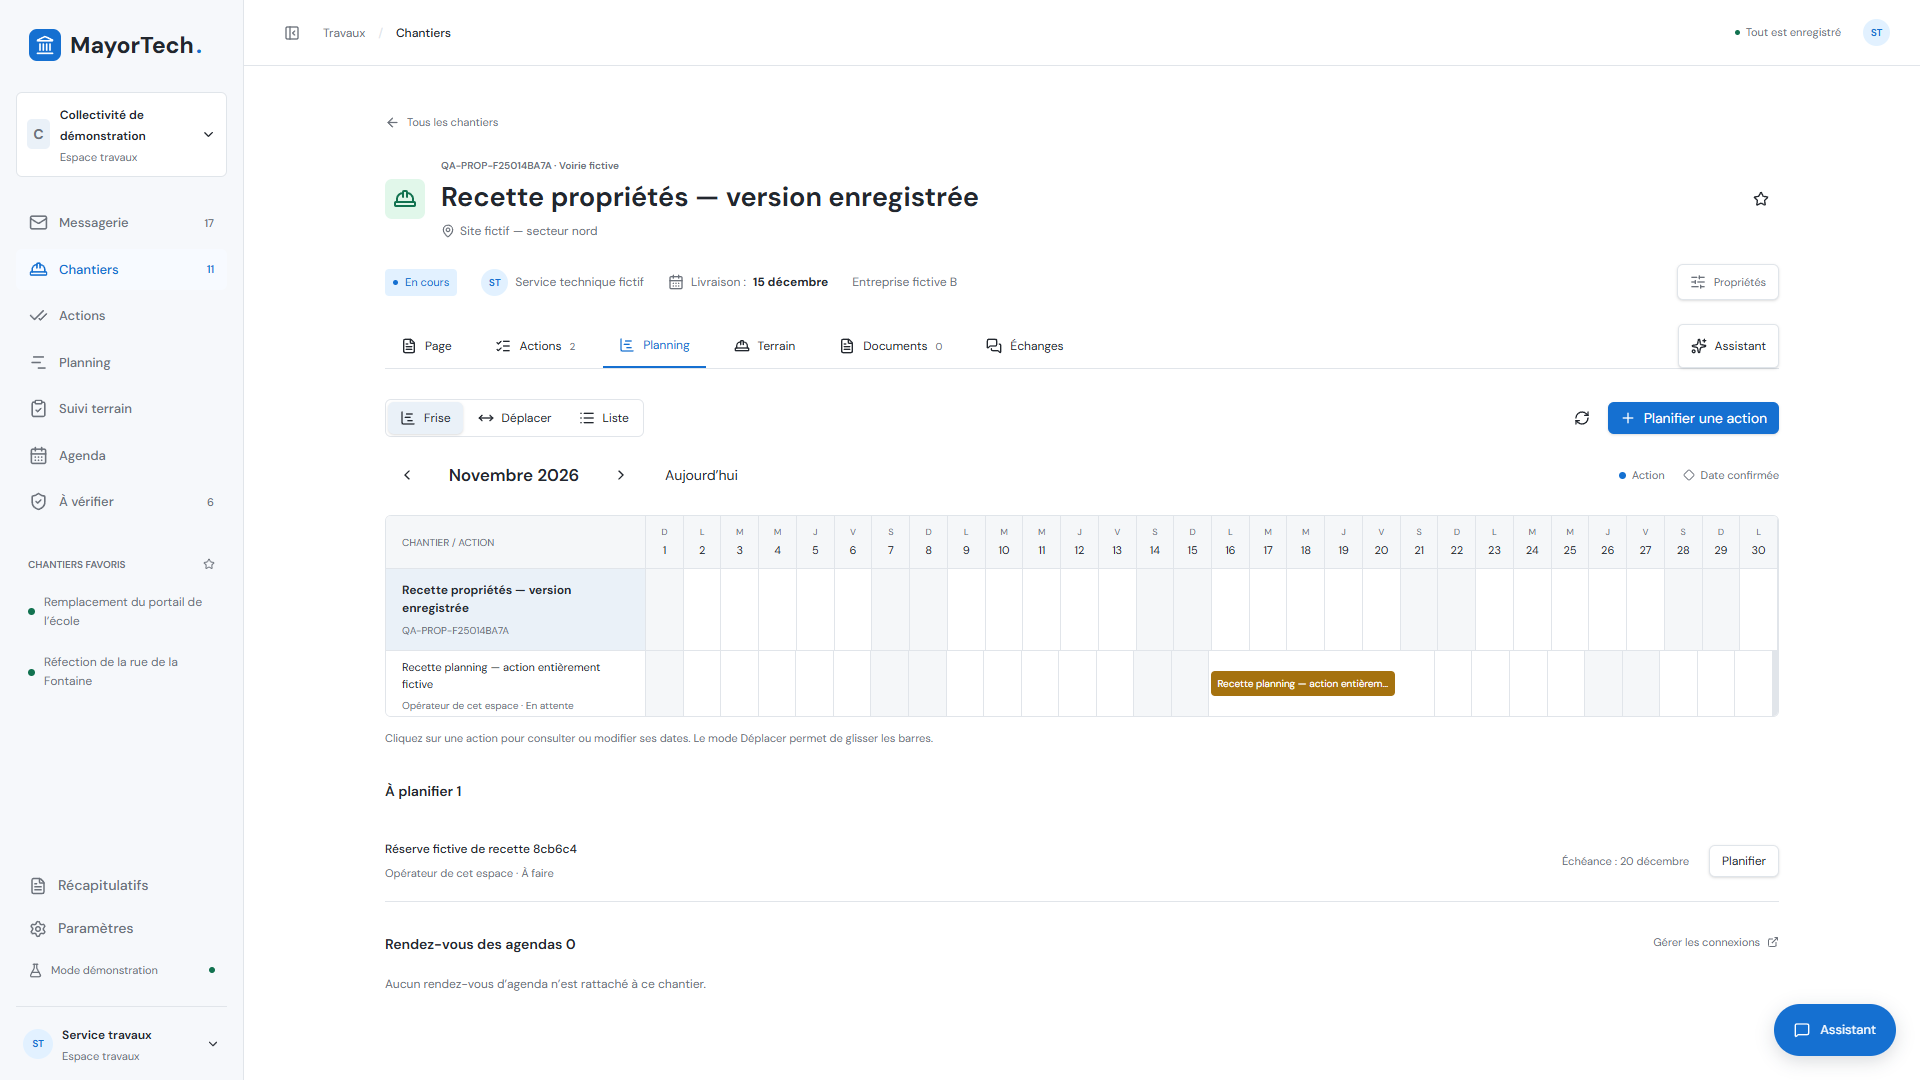 MayorTech.
Travaux / Chantiers
Tout est enregistré
ST
C
Collectivité de
démonstration
Espace travaux
Messagerie 17
Chantiers 11
Actions
Planning
Suivi terrain
Agenda
À vérifier 6
CHANTIERS FAVORIS
Remplacement du portail de
l’école
Réfection de la rue de la
Fontaine
Récapitulatifs
Paramètres
Mode démonstration
ST
Service travaux
Espace travaux
Tous les chantiers
QA-PROP-F25014BA7A · Voirie fictive
Recette propriétés — version enregistrée
Site fictif — secteur nord
En cours ST Service technique fictif Livraison : 15 décembre Entreprise fictive B Propriétés
Page Actions 2 Planning Terrain Documents 0 Échanges Assistant
Frise Déplacer Liste Planifier une action
Novembre 2026 Aujourd’hui Action Date confirmée
D L M M J V S D L M M J V S D L M M J V S D L M M J V S D L
CHANTIER / ACTION
1 2 3 4 5 6 7 8 9 10 11 12 13 14 15 16 17 18 19 20 21 22 23 24 25 26 27 28 29 30
Recette propriétés — version
enregistrée
QA-PROP-F25014BA7A
Recette planning — action entièrement
fictive
Opérateur de cet espace · En attente
Recette planning — action entièrem…
Cliquez sur une action pour consulter ou modifier ses dates. Le mode Déplacer permet de glisser les barres.
À planifier 1
Réserve fictive de recette 8cb6c4
Opérateur de cet espace · À faire
Échéance : 20 décembre Planifier
Rendez-vous des agendas 0
Gérer les connexions
Aucun rendez-vous d’agenda n’est rattaché à ce chantier.
Assistant